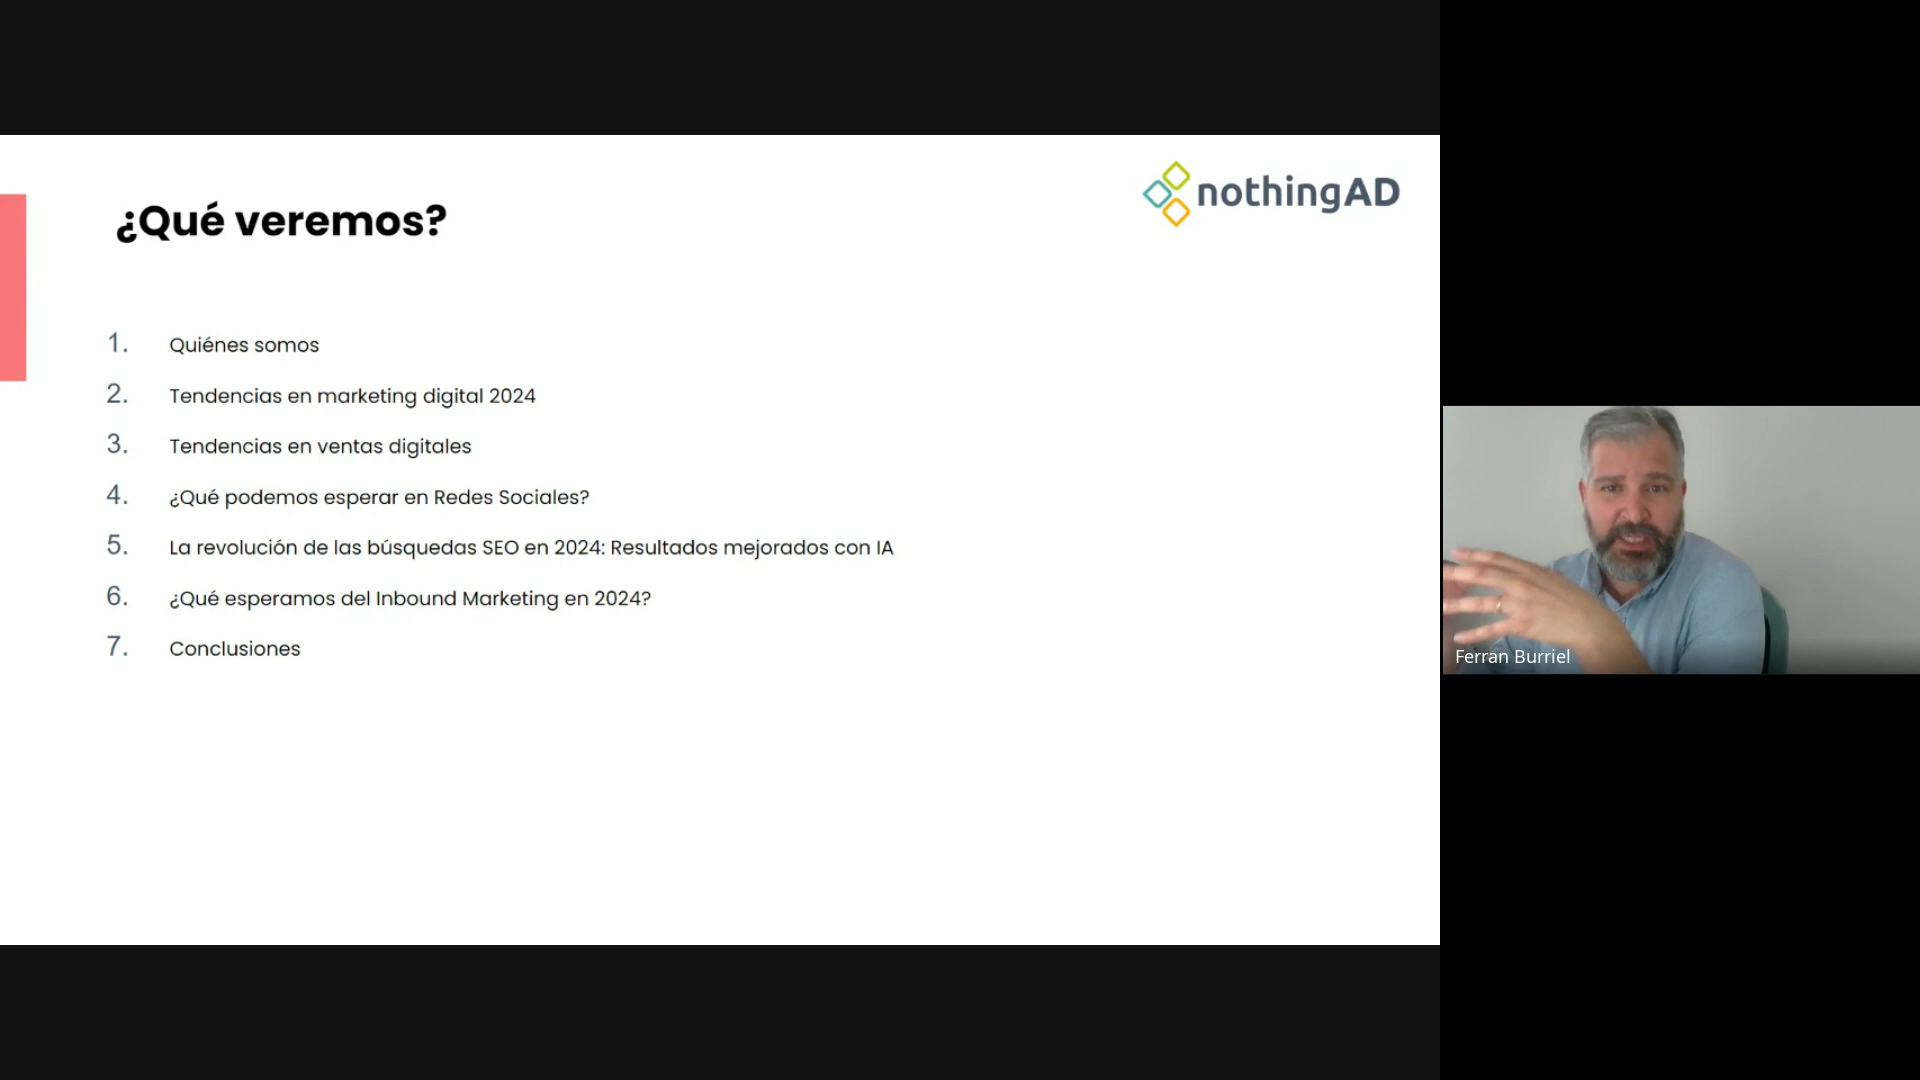 ¿Qué veremos?
nothingAD
1. Quiénes somos
2. Tendencias en marketing digital 2024
3. Tendencias en ventas digitales
4. ¿Qué podemos esperar en Redes Sociales?
5. La revolución de las búsquedas SEO en 2024: Resultados mejorados con IA
6. ¿Qué esperamos del Inbound Marketing en 2024?
7. Conclusiones
Ferran Burriel